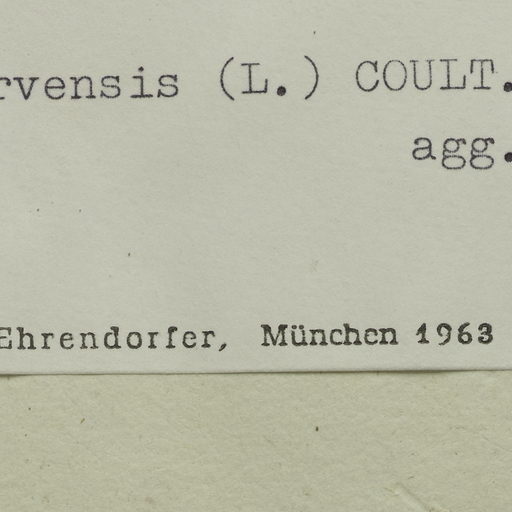 rvensis (L.) COULT.
agg.
Ehrendorfer, München 1963